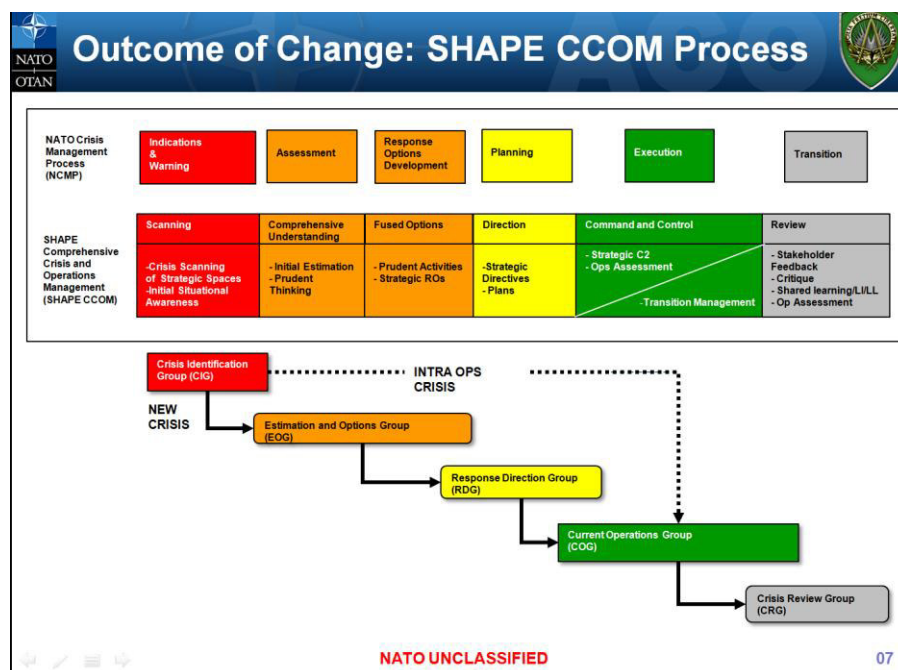 NATO
OTAN
Outcome of Change: SHAPE CCOM Process
NATO Crisis
Management
Process
(NCMP)
Indications
&
Warning
Assessment
Response
Options
Development
Planning
Execution
Transition
SHAPE
Comprehensive
Crisis and
Operations
Management
(SHAPE CCOM)
Scanning
-Crisis Scanning
of Strategic Spaces
-Initial Situational
Awareness
Comprehensive
Understanding
- Initial Estimation
- Prudent
Thinking
Fused Options
- Prudent Activities
- Strategic ROs
Direction
-Strategic
Directives
- Plans
Command and Control
- Strategic C2
- Ops Assessment
-Transition Management
Review
- Stakeholder
Feedback
- Critique
- Shared learning/LI/LL
- Op Assessment
Crisis Identification
Group (CIG)
INTRA OPS
CRISIS
NEW
CRISIS
Estimation and Options Group
(EOG)
Response Direction Group
(RDG)
Current Operations Group
(COG)
Crisis Review Group
(CRG)
NATO UNCLASSIFIED
07